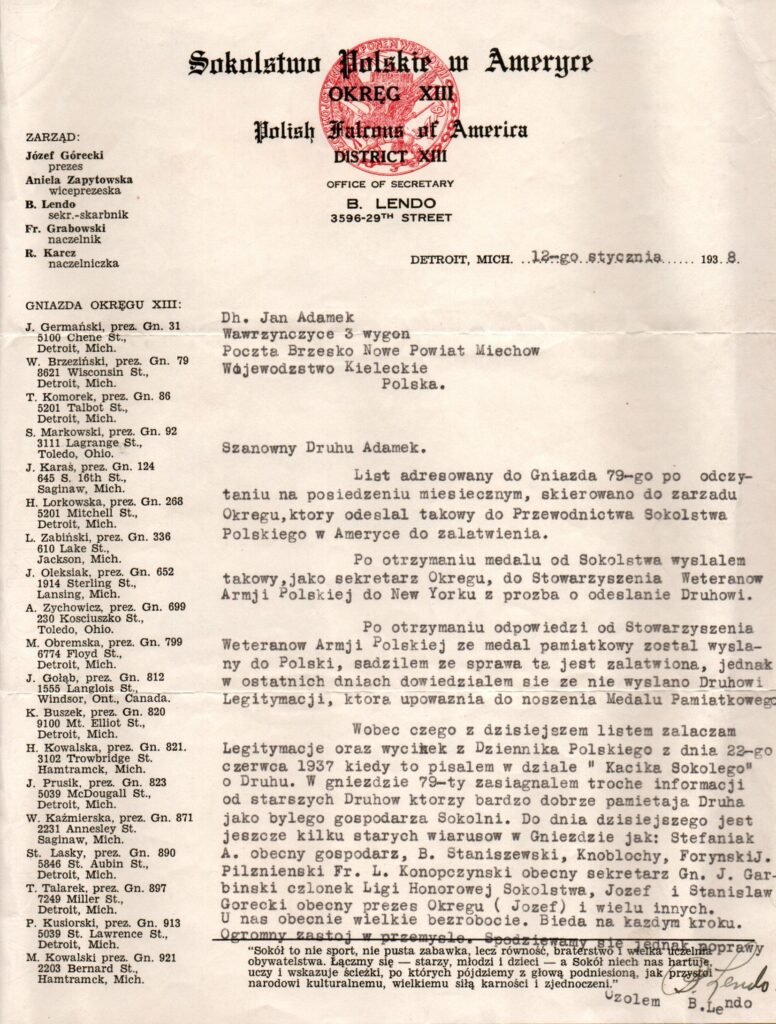 Sokolstwo Polskie w Ameryce
OKRĘG XIII
Polish Falcons of America
DISTRICT XIII
OFFICE OF SECRETARY
B. LENDO
3596-29TH STREET
DETROIT, MICH. ...12-go stycznia...... 193 8.
ZARZĄD:
Józef Górecki
prezes
Aniela Zapytowska
wiceprezeska
B. Lendo
sekr.-skarbnik
Fr. Grabowski
naczelnik
R. Karcz
naczelniczka
GNIAZDA OKRĘGU XIII:
J. Germański, prez. Gn. 31
5100 Chene St.,
Detroit, Mich.
W. Brzeziński, prez. Gn. 79
8621 Wisconsin St.,
Detroit, Mich.
T. Komorek, prez. Gn. 86
5201 Talbot St.,
Detroit, Mich.
S. Markowski, prez. Gn. 92
3111 Lagrange St.,
Toledo, Ohio.
J. Karaś, prez. Gn. 124
645 S. 16th St.,
Saginaw, Mich.
H. Lorkowska, prez. Gn. 268
5201 Mitchell St.,
Detroit, Mich.
L. Zabiński, prez. Gn. 336
610 Lake St.,
Jackson, Mich.
J. Oleksiak, prez. Gn. 652
1914 Sterling St.,
Lansing, Mich.
A. Zychowicz, prez. Gn. 699
230 Kosciuszko St.,
Toledo, Ohio.
M. Obremska, prez. Gn. 799
6774 Floyd St.,
Detroit, Mich.
J. Gołąb, prez. Gn. 812
1555 Langlois St.,
Windsor, Ont., Canada.
K. Buszek, prez. Gn. 820
9100 Mt. Elliot St.,
Detroit, Mich.
H. Kowalska, prez. Gn. 821.
3102 Trowbridge St.
Hamtramck, Mich.
J. Prusik, prez. Gn. 823
5039 McDougall St.,
Detroit, Mich.
W. Kaźmierska, prez. Gn. 871
2231 Annesley St.
Saginaw, Mich.
St. Lasky, prez. Gn. 890
5846 St. Aubin St.,
Detroit, Mich.
T. Talarek, prez. Gn. 897
7249 Miller St.,
Detroit, Mich.
P. Kusiorski, prez. Gn. 913
5039 St. Lawrence St.,
Detroit, Mich.
M. Kowalski prez. Gn. 921
2203 Bernard St.,
Hamtramck, Mich.
Dh. Jan Adamek
Wawrzynczyce 3 wygon
Poczta Brzesko Nowe Powiat Miechow
Wojewodzstwo Kieleckie
Polska.
Szanowny Druhu Adamek.
List adresowany do Gniazda 79-go po odczy-
taniu na posiedzeniu miesiecznym, skierowano do zarzadu
Okregu,ktory odeslal takowy do Przewodnictwa Sokolstwa
Polskiego w Ameryce do zalatwienia.
Po otrzymaniu medalu od Sokolstwa wyslalem
takowy,jako sekretarz Okregu, do Stowarzyszenia Weteranow
Armji Polskiej do New Yorku z prozba o odeslanie Druhowi.
Po otrzymaniu odpowiedzi od Stowarzyszenia
Weteranow Armji Polskiej ze medal pamiatkowy zostal wysla-
ny do Polski, sadzilem ze sprawa ta jest zalatwiona, jednak
w ostatnich dniach dowiedzialem sie ze nie wyslano Druhowi
Legitymacji, ktora upowaznia do noszenia Medalu Pamiatkowego
Wobec czego z dzisiejszem listem zalaczam
Legitymacje oraz wycinek z Dziennika Polskiego z dnia 22-go
czerwca 1937 kiedy to pisalem w dziale " Kacika Sokolego"
o Druhu. W gniezdzie 79-ty zasiagnalem troche informacji
od starszych Druhow ktorzy bardzo dobrze pamietaja Druha
jako bylego gospodarza Sokolni. Do dnia dzisiejszego jest
jeszcze kilku starych wiarusow w Gniezdzie jak: Stefaniak
A. obecny gospodarz, B. Staniszewski, Knoblochy, ForynskiJ.
Pilznienski Fr. L. Konopczynski obecny sekretarz Gn. J. Gar-
binski czlonek Ligi Honorowej Sokolstwa, Jozef i Stanislaw
Gorecki obecny prezes Okregu ( Jozef) i wielu innych.
U nas obecnie wielkie bezrobocie. Bieda na kazdym kroku.
Ogromny zastoj w przemysle. Spodziewamy sie jednak poprawy
"Sokół to nie sport, nie pusta zabawka, lecz równość, braterstwo i wielka uczelnia
obywatelstwa. Łączmy się — starzy, młodzi i dzieci — a Sokół niech nas hartuje,
uczy i wskazuje ścieżki, po których pójdziemy z głową podniesioną, jak przystoi
narodowi kulturalnemu, wielkiemu siłą karności i zjednoczeni."
B. Lendo
Czolem B.Lendo